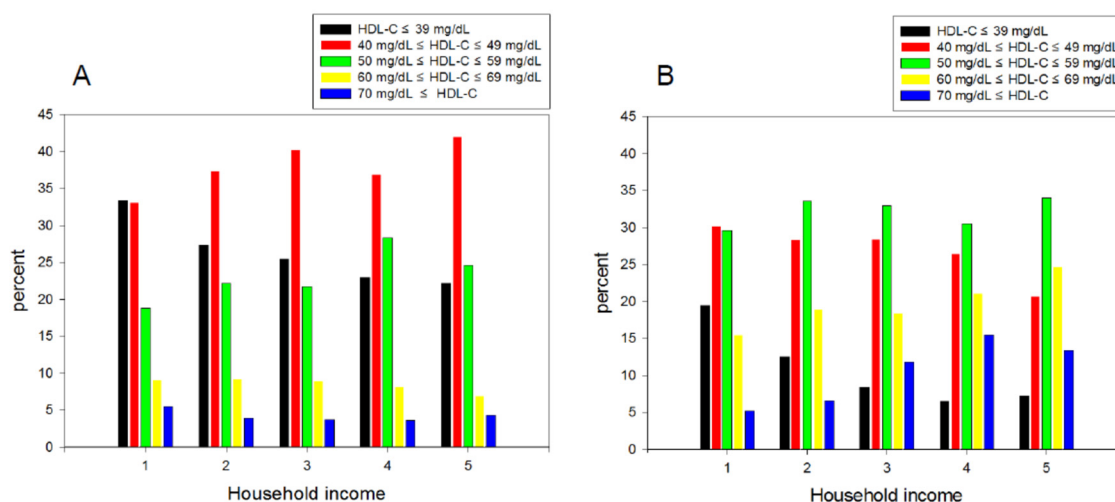 A
HDL-C ≤ 39 mg/dL
40 mg/dL ≤ HDL-C ≤ 49 mg/dL
50 mg/dL ≤ HDL-C ≤ 59 mg/dL
60 mg/dL ≤ HDL-C ≤ 69 mg/dL
70 mg/dL ≤ HDL-C
percent
45
40
35
30
25
20
15
10
5
0
1 2 3 4 5
Household income
B
HDL-C ≤ 39 mg/dL
40 mg/dL ≤ HDL-C ≤ 49 mg/dL
50 mg/dL ≤ HDL-C ≤ 59 mg/dL
60 mg/dL ≤ HDL-C ≤ 69 mg/dL
70 mg/dL ≤ HDL-C
percent
45
40
35
30
25
20
15
10
5
0
1 2 3 4 5
Household income